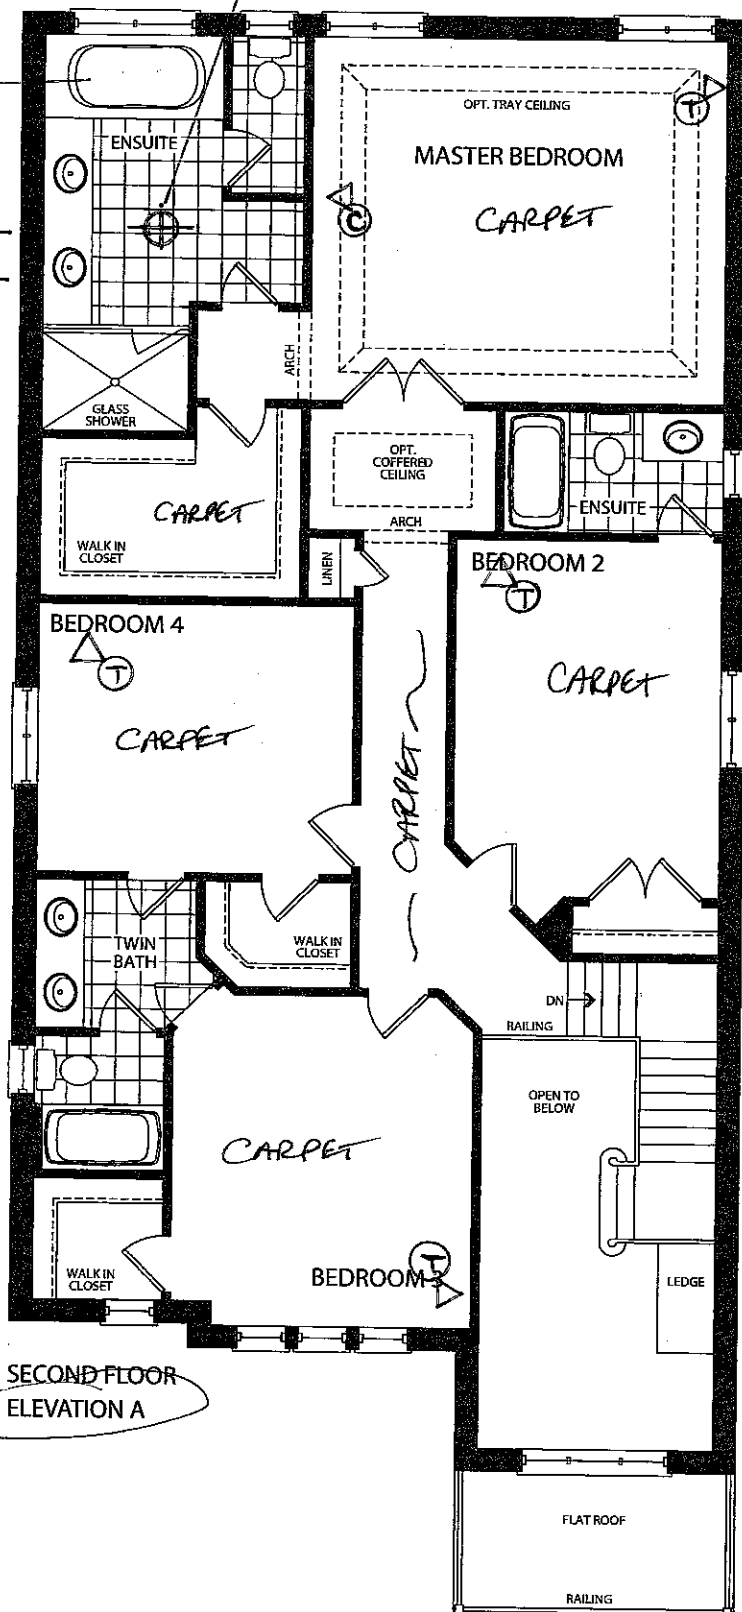 OPT. TRAY CEILING
ENSUITE
MASTER BEDROOM
T
CARPET
C
ARCH
GLASS
SHOWER
OPT.
COFFERED
CEILING
CARPET
ENSUITE
WALK IN
CLOSET
ARCH
LINEN
BEDROOM 2
T
BEDROOM 4
T
CARPET
CARPET
CARPET
TWIN
BATH
WALK IN
CLOSET
DN
RAILING
OPEN TO
BELOW
CARPET
T
BEDROOM 3
WALK IN
CLOSET
LEDGE
SECOND FLOOR
ELEVATION A
FLAT ROOF
RAILING